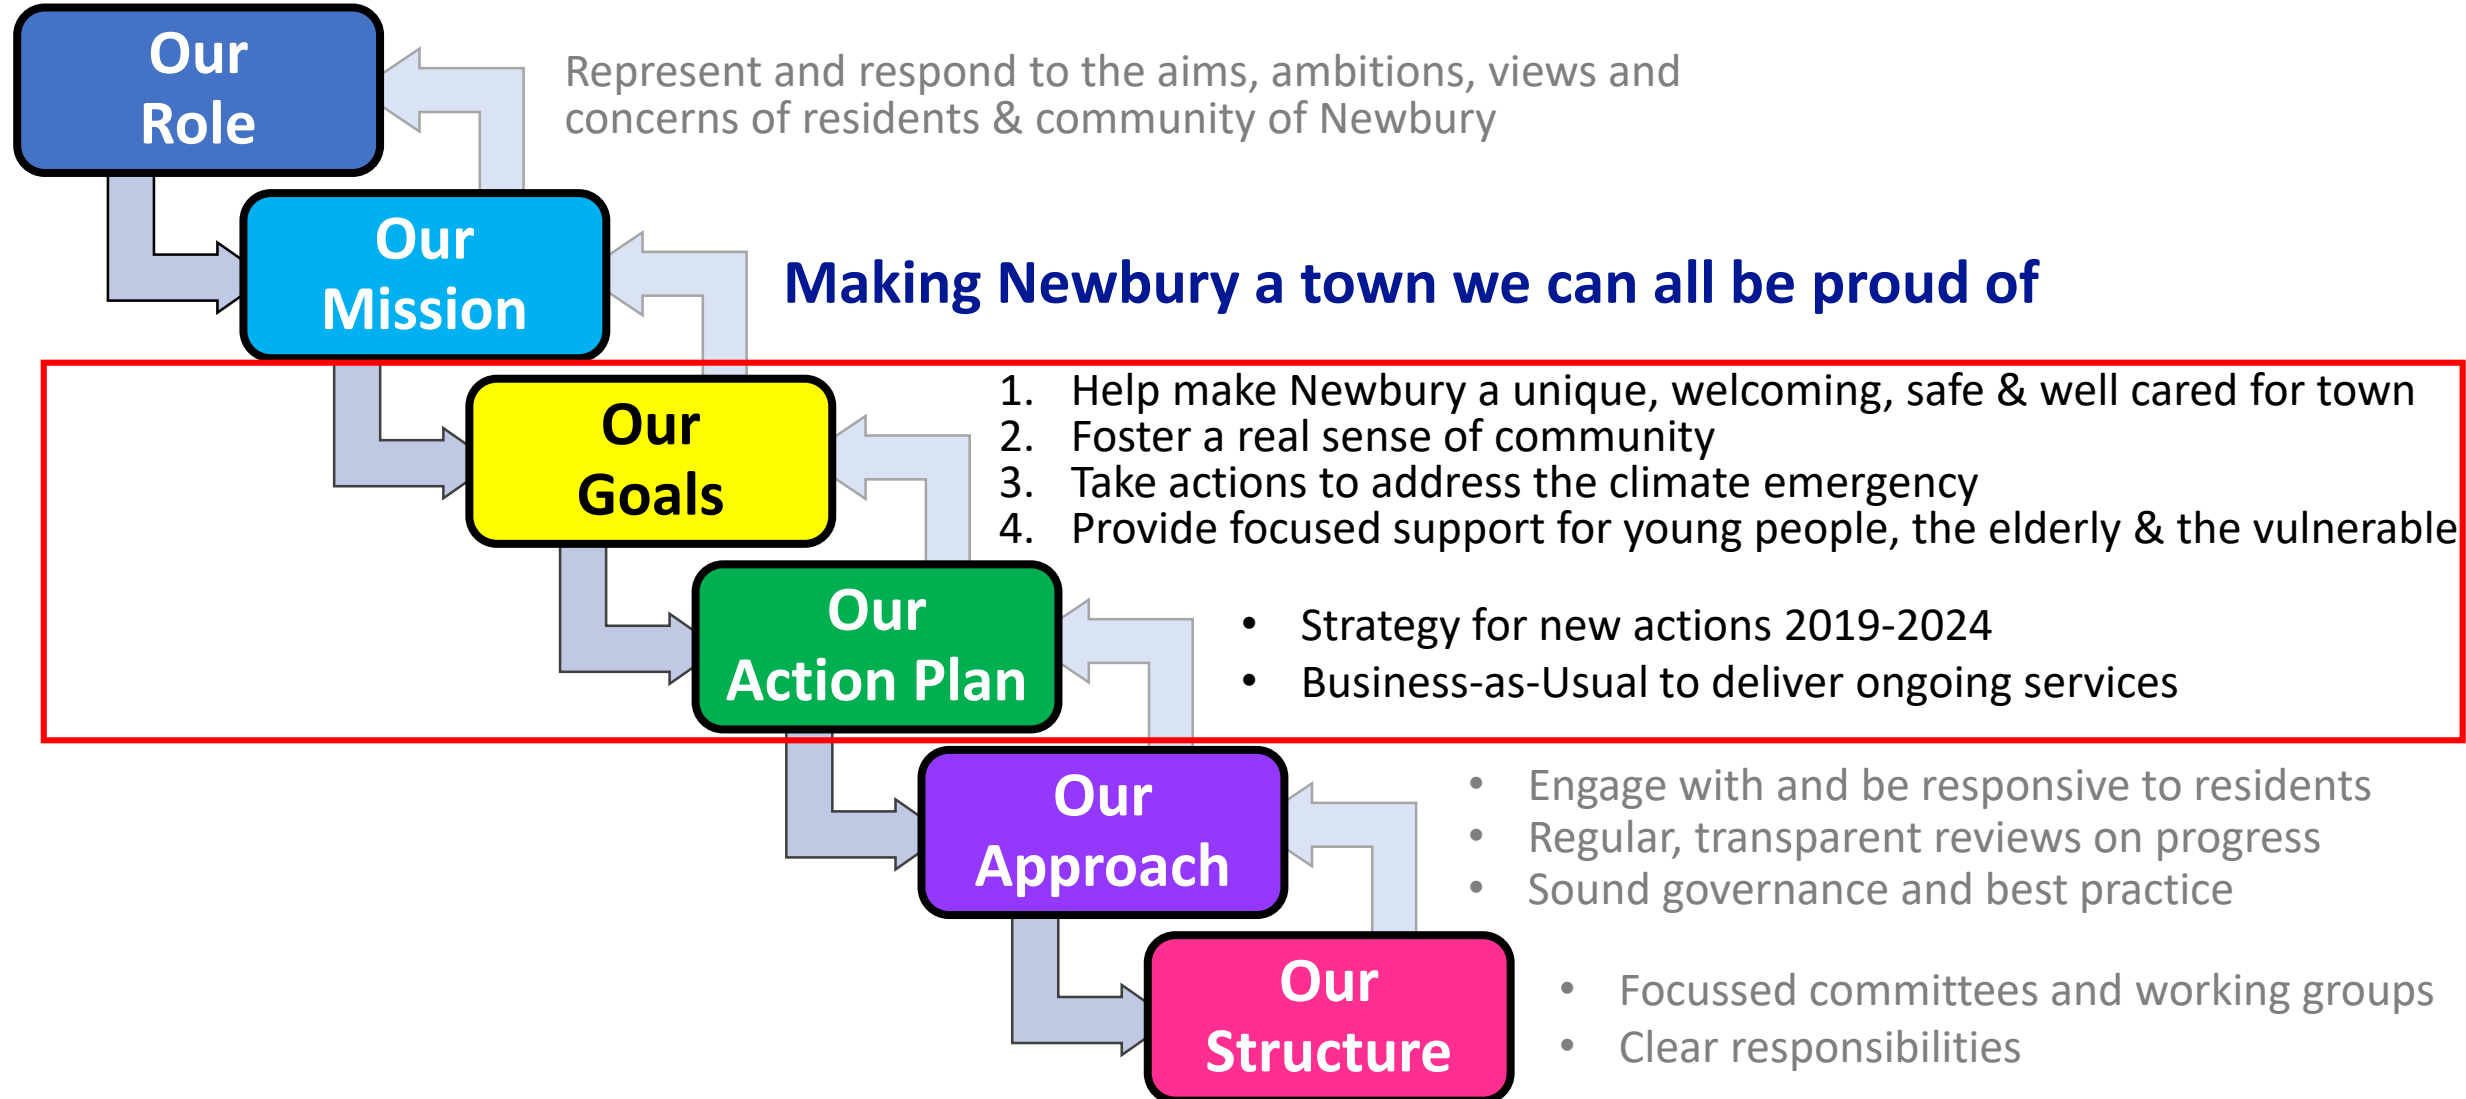 Our
Role
Represent and respond to the aims, ambitions, views and
concerns of residents & community of Newbury
Our
Mission
Making Newbury a town we can all be proud of
Our
Goals
1. Help make Newbury a unique, welcoming, safe & well cared for town
2. Foster a real sense of community
3. Take actions to address the climate emergency
4. Provide focused support for young people, the elderly & the vulnerable
Our
Action Plan
• Strategy for new actions 2019-2024
• Business-as-Usual to deliver ongoing services
Our
Approach
• Engage with and be responsive to residents
• Regular, transparent reviews on progress
• Sound governance and best practice
Our
Structure
• Focussed committees and working groups
• Clear responsibilities